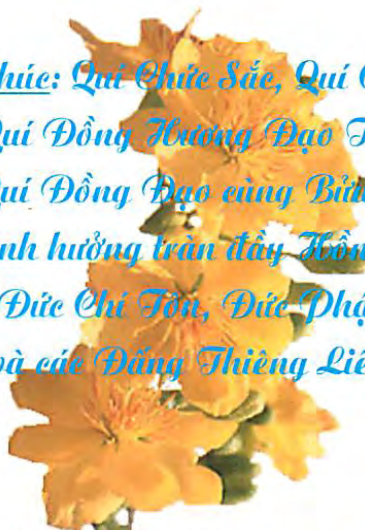 húc: Quí Chức Sắc, Quí C
Quí Đồng Hương Đạo T
Quí Đồng Đạo cùng Bửu
nh hưởng tràn đầy Hồn
Đức Chí Tôn, Đức Phậ
và các Đấng Thiêng Liê